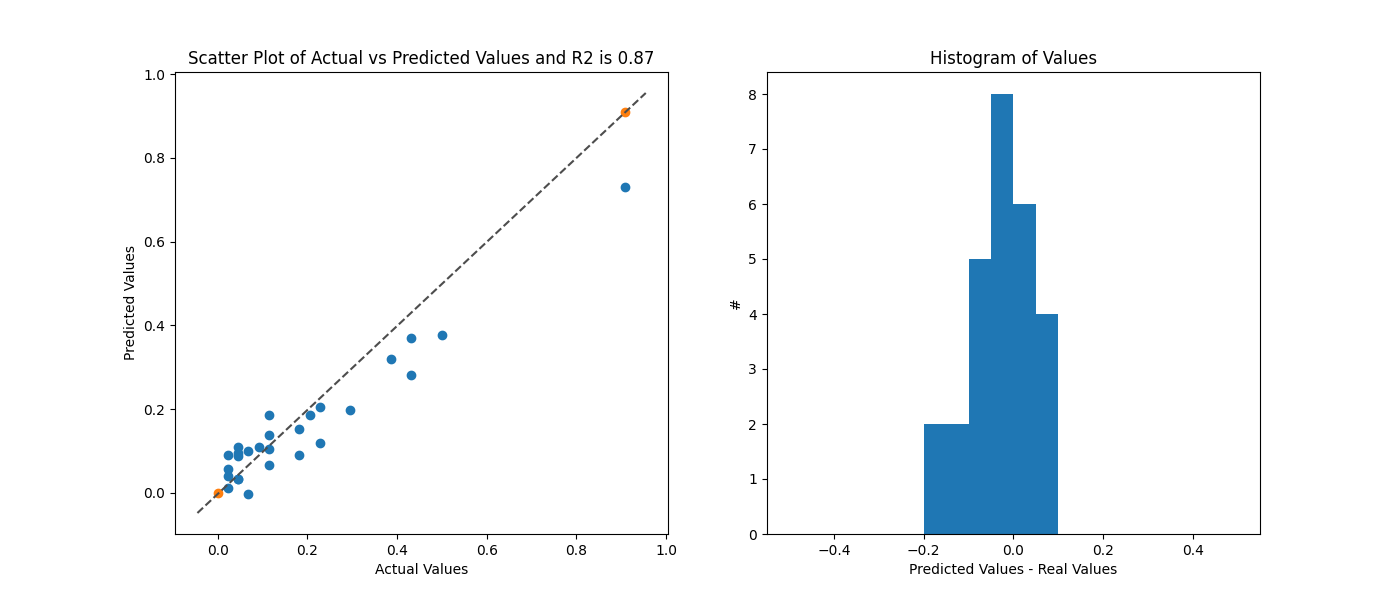 Scatter Plot of Actual vs Predicted Values and R2 is 0.87
1.0
0.8
0.6
0.4
0.2
0.0
Predicted Values
0.0 0.2 0.4 0.6 0.8 1.0
Actual Values
Histogram of Values
8
7
6
5
4
3
2
1
0
#
−0.4 −0.2 0.0 0.2 0.4
Predicted Values - Real Values